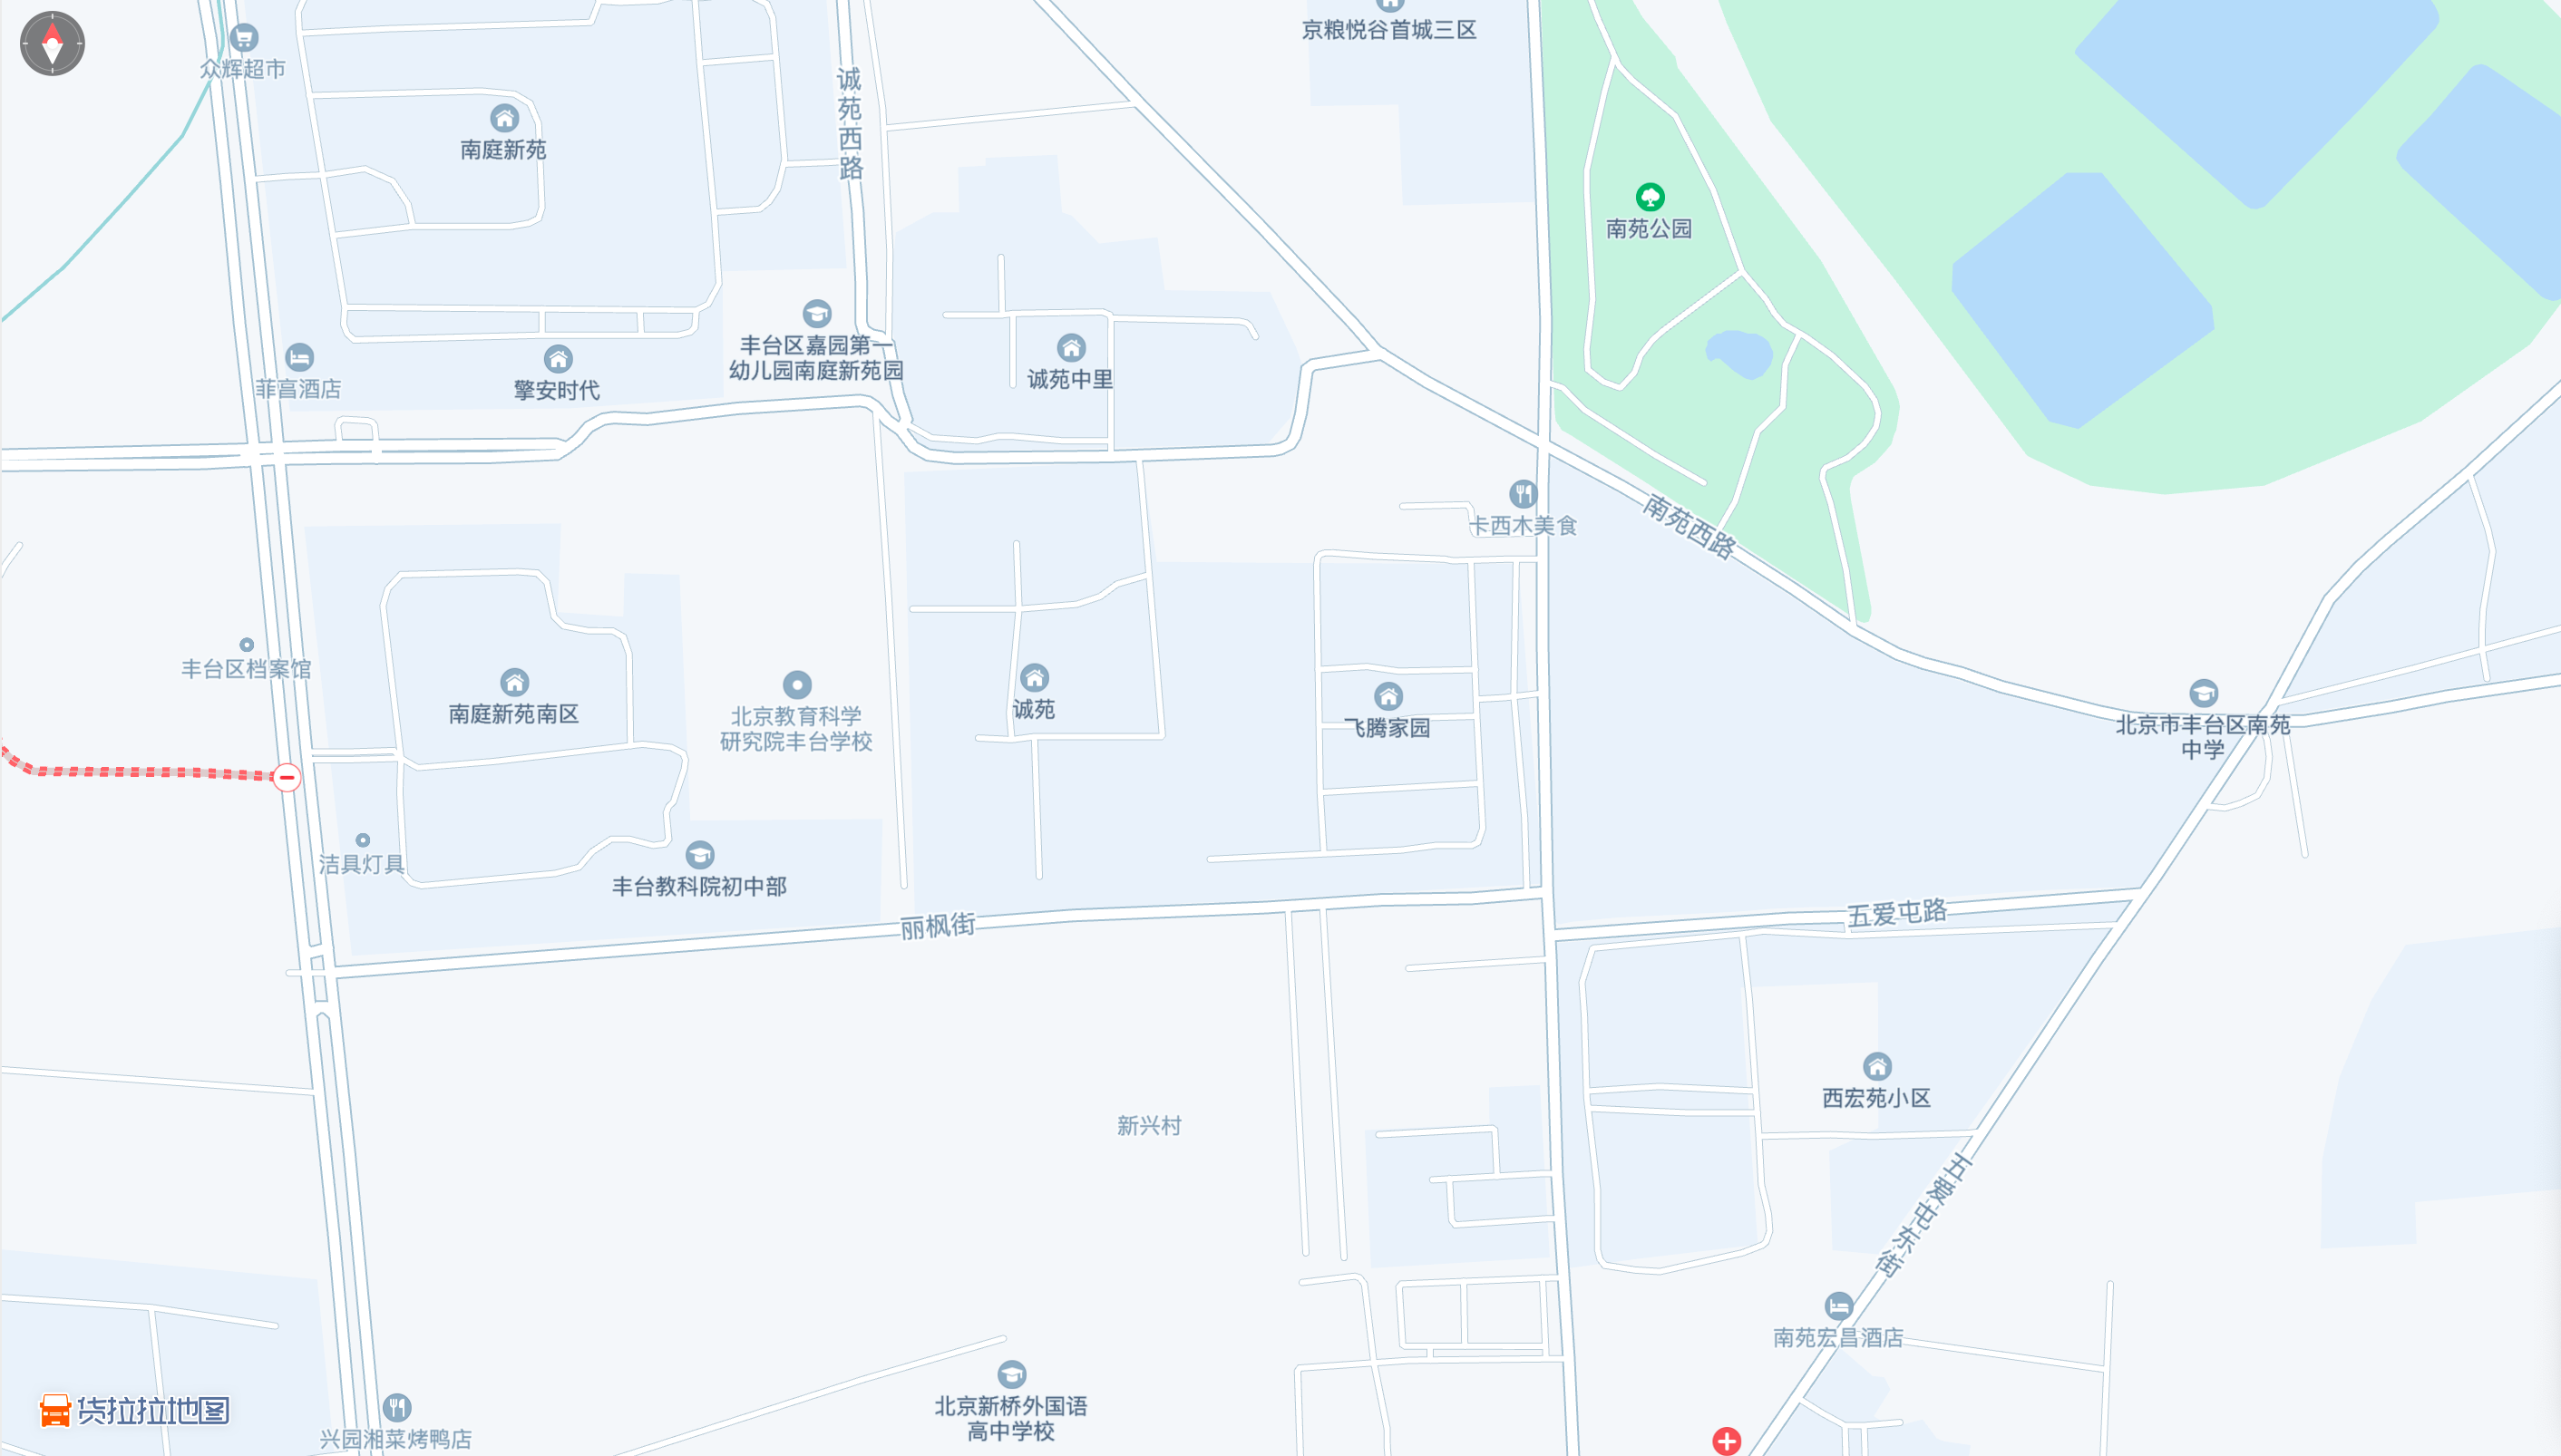 京粮悦谷首城三区
众辉超市
诚苑西路
南庭新苑
南苑公园
丰台区嘉园第一
幼儿园南庭新苑园
菲富酒店
擎安时代
诚苑中里
卡西木美食
南苑西路
丰台区档案馆
南庭新苑南区
北京教育科学
研究院丰台学校
诚苑
飞腾家园
北京市丰台区南苑
中学
洁具灯具
丰台教科院初中部
丽枫街
五爱屯路
西宏苑小区
新兴村
五爱屯东街
南苑宏昌酒店
北京新桥外国语
高中学校
货拉拉地图
兴园湘菜烤鸭店